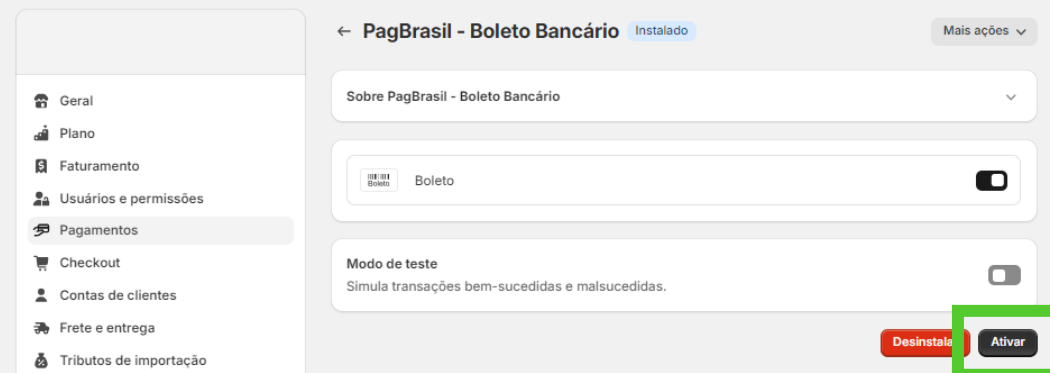 ← PagBrasil - Boleto Bancário Instalado Mais ações
Sobre PagBrasil - Boleto Bancário
Geral
Plano
Faturamento
Usuários e permissões
Pagamentos
Checkout
Contas de clientes
Frete e entrega
Tributos de importação
Boleto Boleto
Modo de teste
Simula transações bem-sucedidas e malsucedidas.
Desinstala Ativar